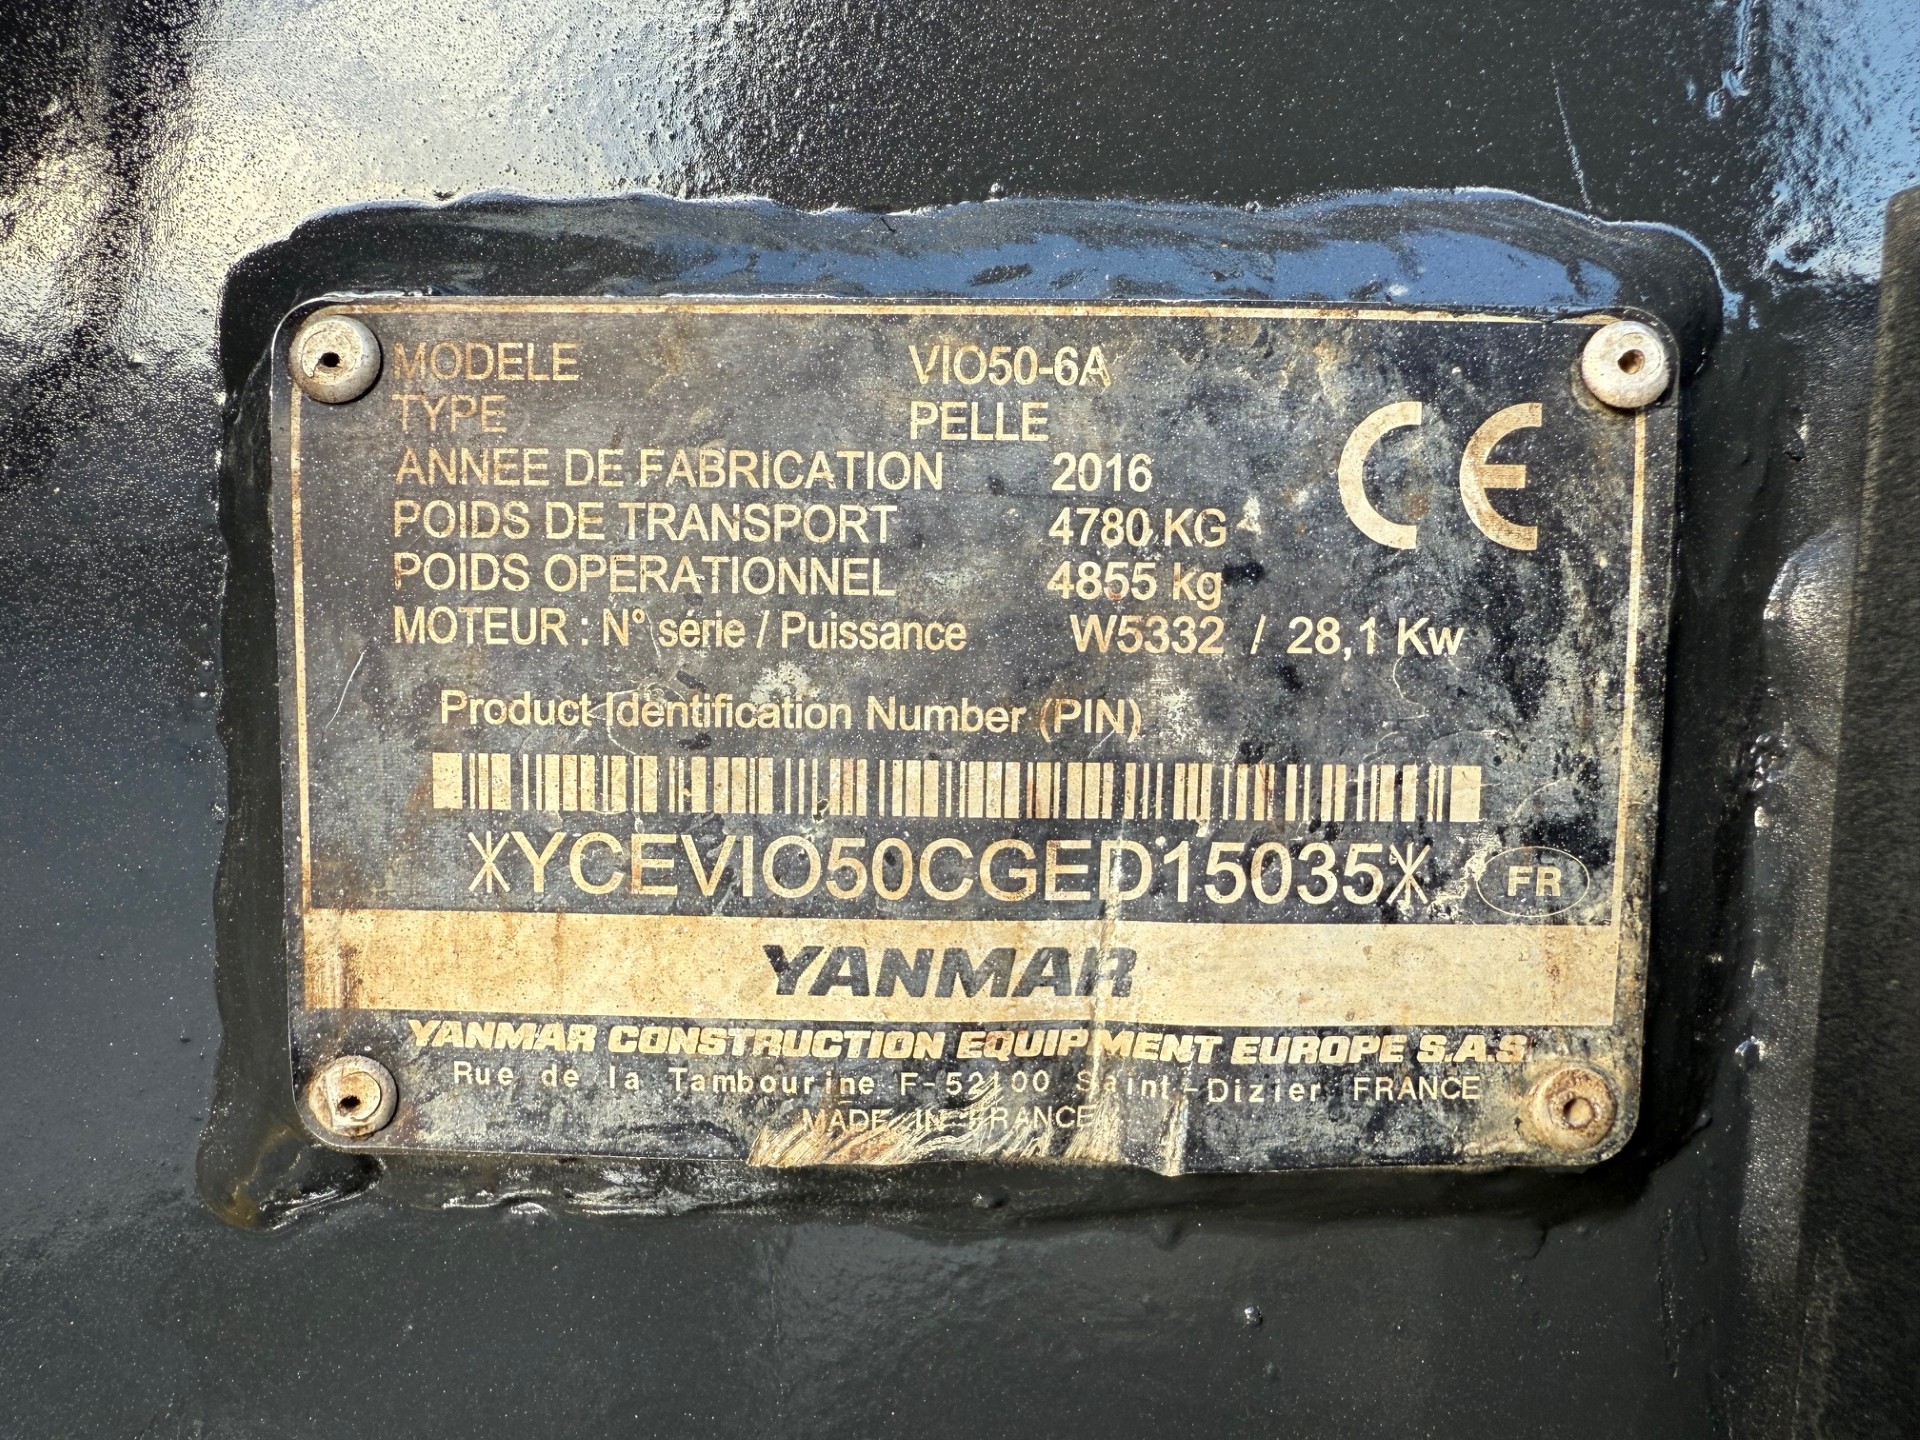 MODELE VIO50-6A
TYPE PELLE
ANNEE DE FABRICATION 2016
POIDS DE TRANSPORT 4780 KG
POIDS OPERATIONNEL 4855 kg
MOTEUR : N° série / Puissance W5332 / 28,1 Kw
CE
Product Identification Number (PIN)
*YCEVIO50CGED15035*
FR
YANMAR
YANMAR CONSTRUCTION EQUIPMENT EUROPE S.A.S.
Rue de la Tambourine F-52100 Saint-Dizier FRANCE
MADE IN FRANCE